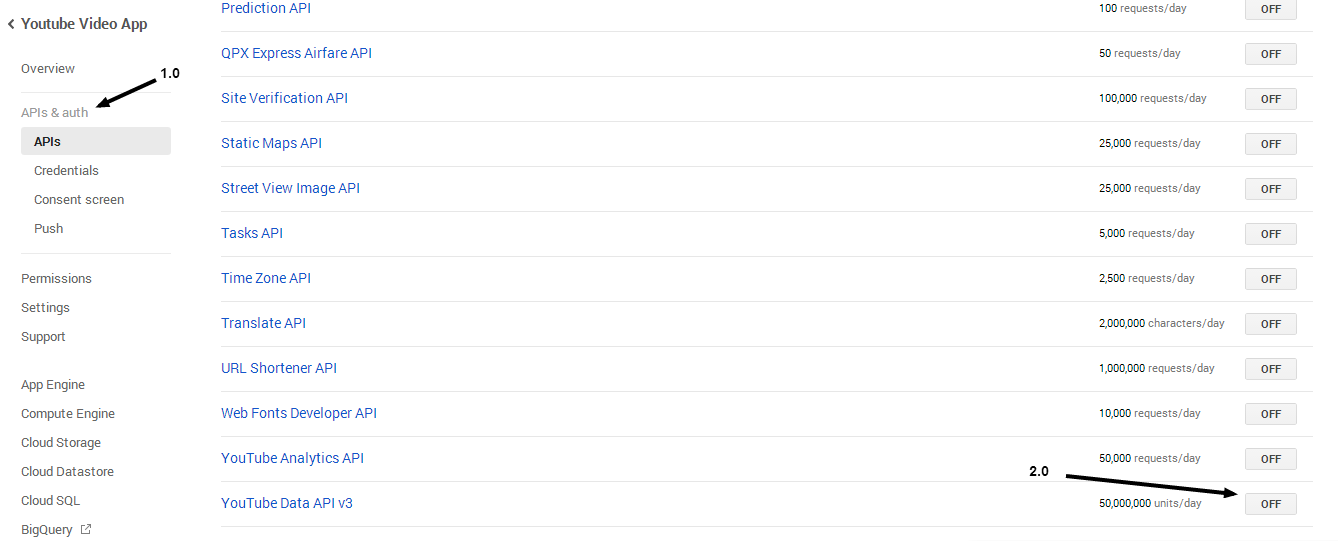 Youtube Video App
Overview
1.0
APIs & auth
APIs
Credentials
Consent screen
Push
Permissions
Settings
Support
App Engine
Compute Engine
Cloud Storage
Cloud Datastore
Cloud SQL
BigQuery
Prediction API 100 requests/day OFF
QPX Express Airfare API 50 requests/day OFF
Site Verification API 100,000 requests/day OFF
Static Maps API 25,000 requests/day OFF
Street View Image API 25,000 requests/day OFF
Tasks API 5,000 requests/day OFF
Time Zone API 2,500 requests/day OFF
Translate API 2,000,000 characters/day OFF
URL Shortener API 1,000,000 requests/day OFF
Web Fonts Developer API 10,000 requests/day OFF
YouTube Analytics API 50,000 requests/day OFF
2.0
YouTube Data API v3 50,000,000 units/day OFF